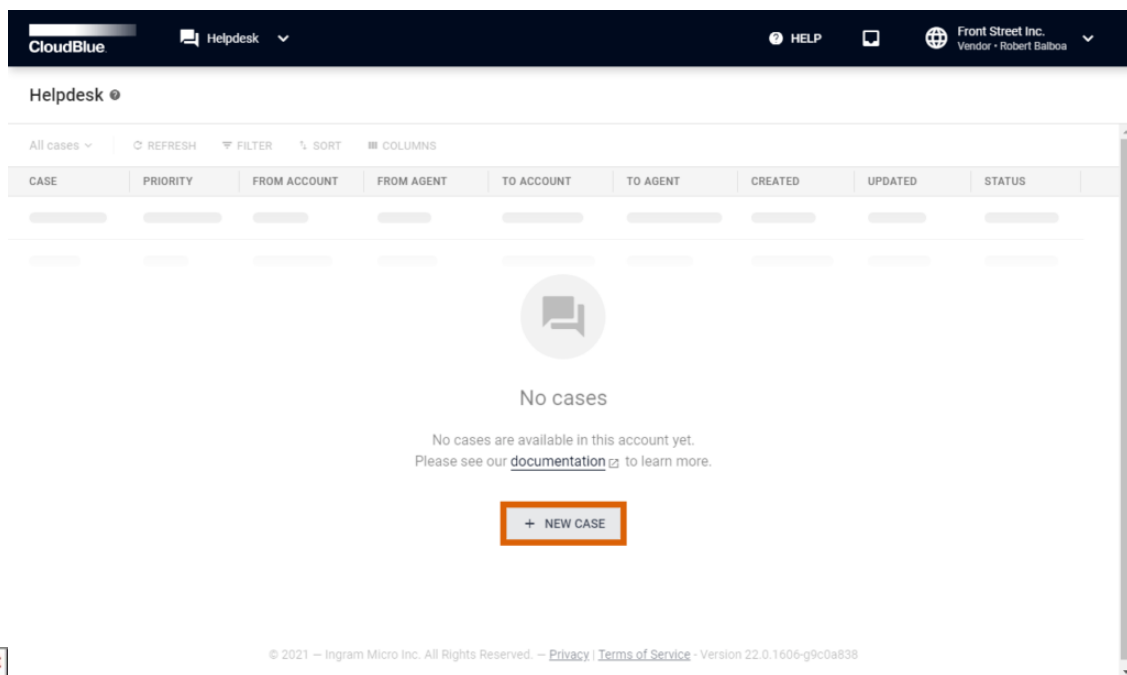 CloudBlue.
Helpdesk
HELP
Front Street Inc.
Vendor • Robert Balboa
Helpdesk
All cases
REFRESH
FILTER
SORT
COLUMNS
CASE PRIORITY FROM ACCOUNT FROM AGENT TO ACCOUNT TO AGENT CREATED UPDATED STATUS
No cases
No cases are available in this account yet.
Please see our documentation to learn more.
+ NEW CASE
© 2021 — Ingram Micro Inc. All Rights Reserved. — Privacy | Terms of Service - Version 22.0.1606-g9c0a838